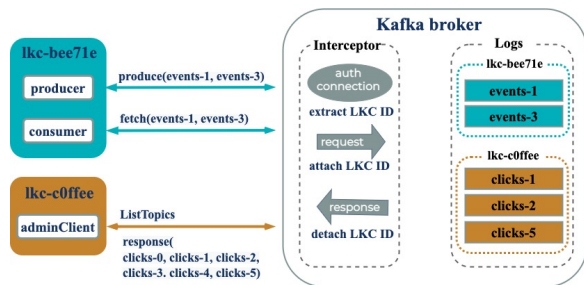 Kafka broker
lkc-bee71e
producer
consumer
produce(events-1, events-3)
fetch(events-1, events-3)
Interceptor
auth
connection
extract LKC ID
request
attach LKC ID
response
detach LKC ID
Logs
lkc-bee71e
events-1
events-3
lkc-c0ffee
clicks-1
clicks-2
clicks-5
lkc-c0ffee
adminClient
ListTopics
response(
clicks-0, clicks-1, clicks-2,
clicks-3. clicks-4, clicks-5)